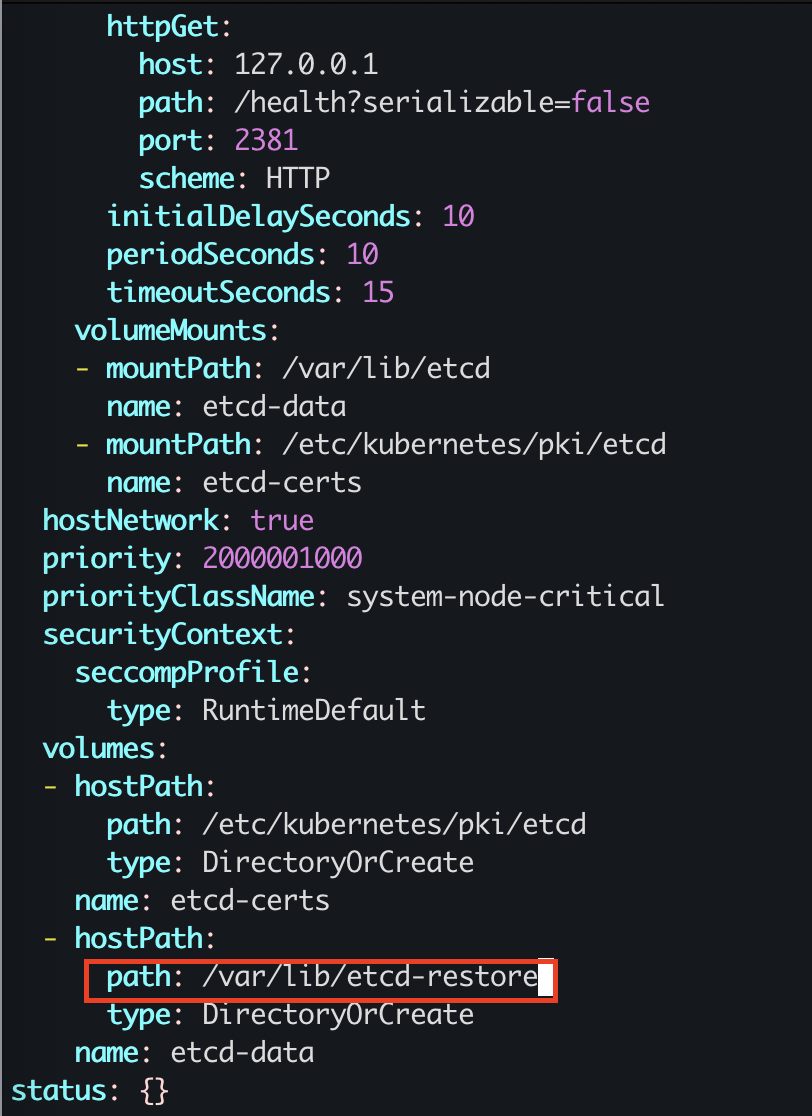 httpGet:
host: 127.0.0.1
path: /health?serializable=false
port: 2381
scheme: HTTP
initialDelaySeconds: 10
periodSeconds: 10
timeoutSeconds: 15
volumeMounts:
- mountPath: /var/lib/etcd
name: etcd-data
- mountPath: /etc/kubernetes/pki/etcd
name: etcd-certs
hostNetwork: true
priority: 2000001000
priorityClassName: system-node-critical
securityContext:
seccompProfile:
type: RuntimeDefault
volumes:
- hostPath:
path: /etc/kubernetes/pki/etcd
type: DirectoryOrCreate
name: etcd-certs
- hostPath:
path: /var/lib/etcd-restore
type: DirectoryOrCreate
name: etcd-data
status: {}